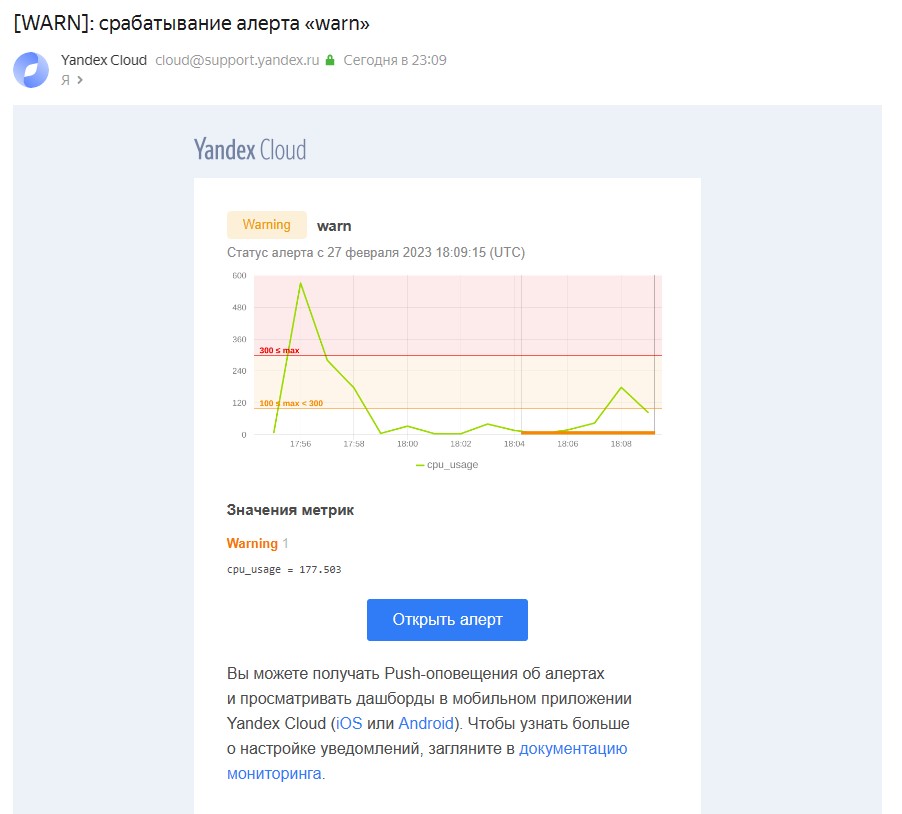 [WARN]: срабатывание алерта «warn»
Yandex Cloud cloud@support.yandex.ru Сегодня в 23:09
Я >
Yandex Cloud
Warning warn
Статус алерта с 27 февраля 2023 18:09:15 (UTC)
600
480
360
300 ≤ max
240
120
100 ≤ max < 300
0
17:56 17:58 18:00 18:02 18:04 18:06 18:08
cpu_usage
Значения метрик
Warning 1
cpu_usage = 177.503
Открыть алерт
Вы можете получать Push-оповещения об алертах
и просматривать дашборды в мобильном приложении
Yandex Cloud (iOS или Android). Чтобы узнать больше
о настройке уведомлений, загляните в документацию
мониторинга.